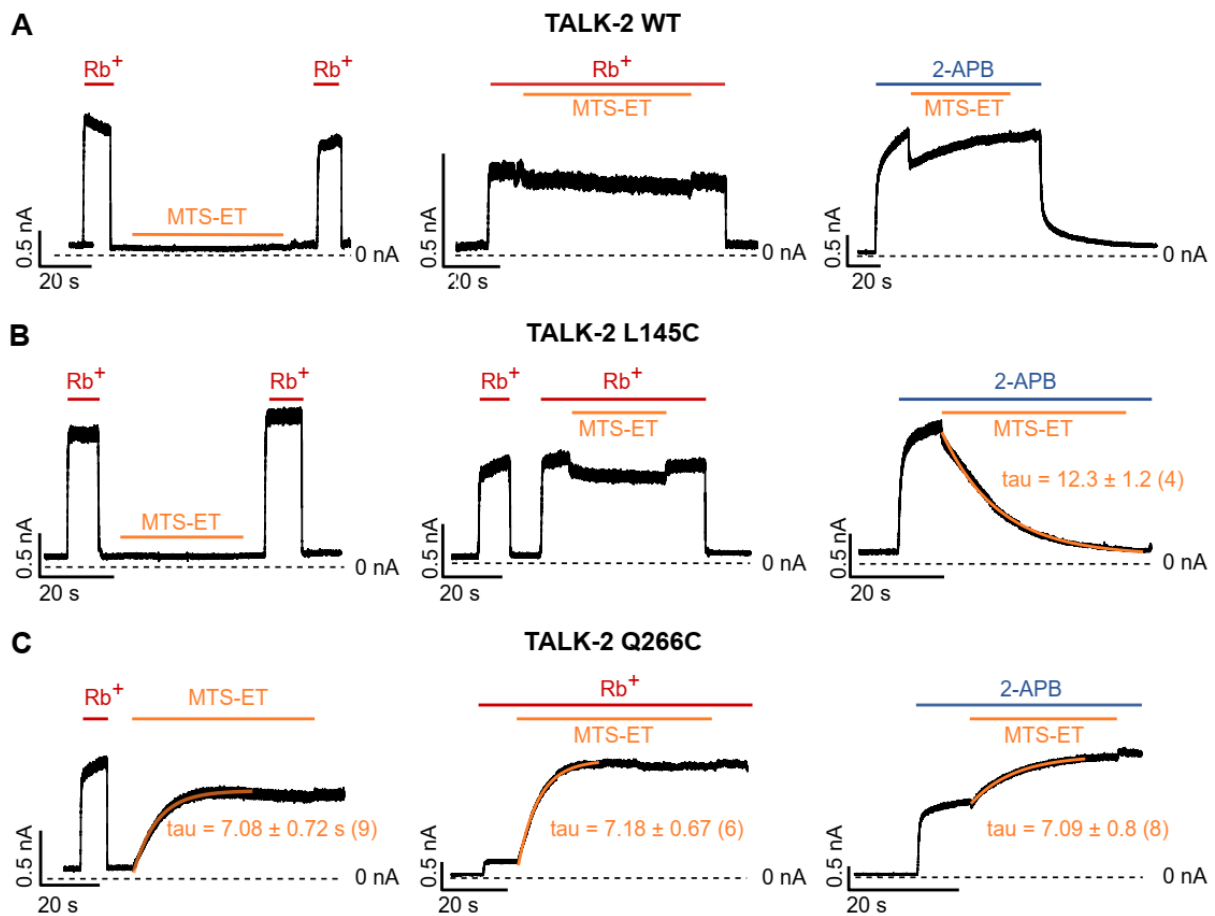 A
TALK-2 WT
Rb+ Rb+
MTS-ET
0.5 nA
20 s
0 nA
Rb+
MTS-ET
0.5 nA
20 s
0 nA
2-APB
MTS-ET
0.5 nA
20 s
0 nA
B
TALK-2 L145C
Rb+ Rb+
MTS-ET
0.5 nA
20 s
0 nA
Rb+ Rb+
MTS-ET
0.5 nA
20 s
0 nA
2-APB
MTS-ET
tau = 12.3 ± 1.2 (4)
0.5 nA
20 s
0 nA
C
TALK-2 Q266C
Rb+ MTS-ET
tau = 7.08 ± 0.72 s (9)
0.5 nA
20 s
0 nA
Rb+
MTS-ET
tau = 7.18 ± 0.67 (6)
0.5 nA
20 s
0 nA
2-APB
MTS-ET
tau = 7.09 ± 0.8 (8)
0.5 nA
20 s
0 nA